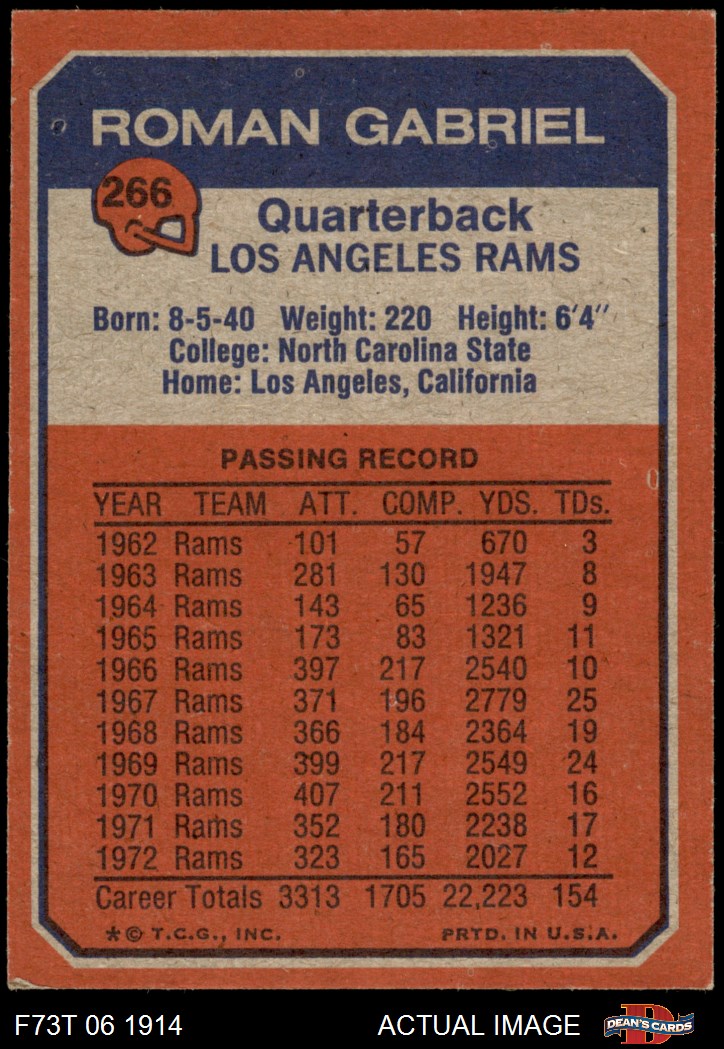 ROMAN GABRIEL
266
Quarterback
LOS ANGELES RAMS
Born: 8-5-40 Weight: 220 Height: 6'4"
College: North Carolina State
Home: Los Angeles, California
PASSING RECORD
YEAR TEAM ATT. COMP. YDS. TDs.
1962 Rams 101 57 670 3
1963 Rams 281 130 1947 8
1964 Rams 143 65 1236 9
1965 Rams 173 83 1321 11
1966 Rams 397 217 2540 10
1967 Rams 371 196 2779 25
1968 Rams 366 184 2364 19
1969 Rams 399 217 2549 24
1970 Rams 407 211 2552 16
1971 Rams 352 180 2238 17
1972 Rams 323 165 2027 12
Career Totals 3313 1705 22,223 154
*© T.C.G., INC. PRTD. IN U.S.A.
F73T 06 1914 ACTUAL IMAGE D DEAN'S CARDS